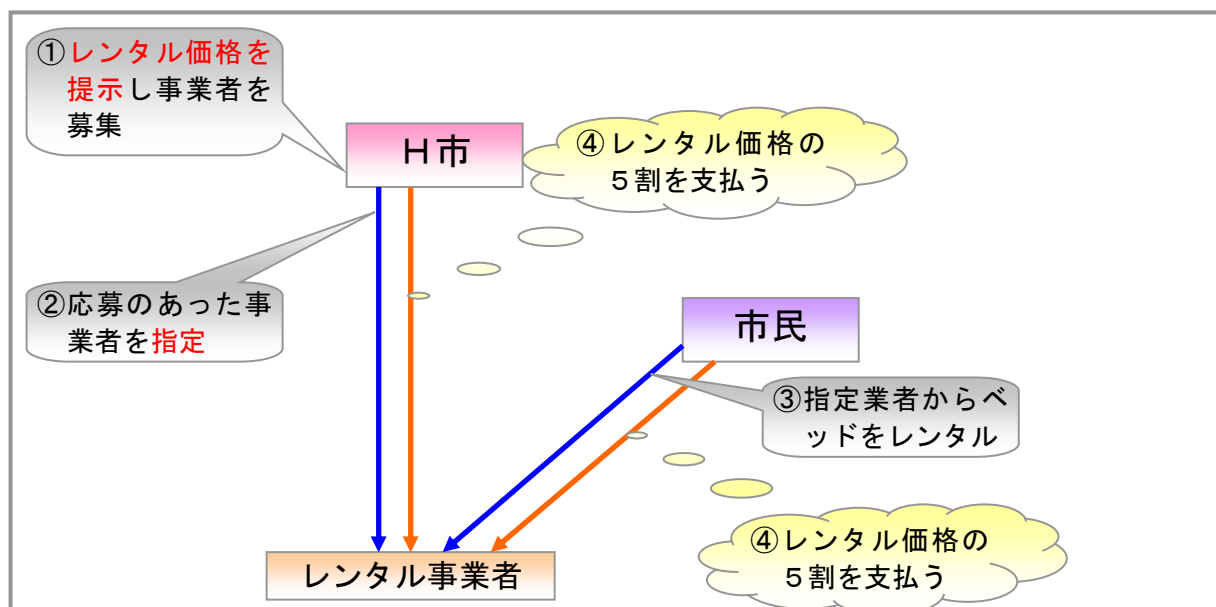 ①レンタル価格を
提示し事業者を
募集
H市
④レンタル価格の
5割を支払う
②応募のあった事
業者を指定
市民
③指定業者からベ
ッドをレンタル
レンタル事業者
④レンタル価格の
5割を支払う